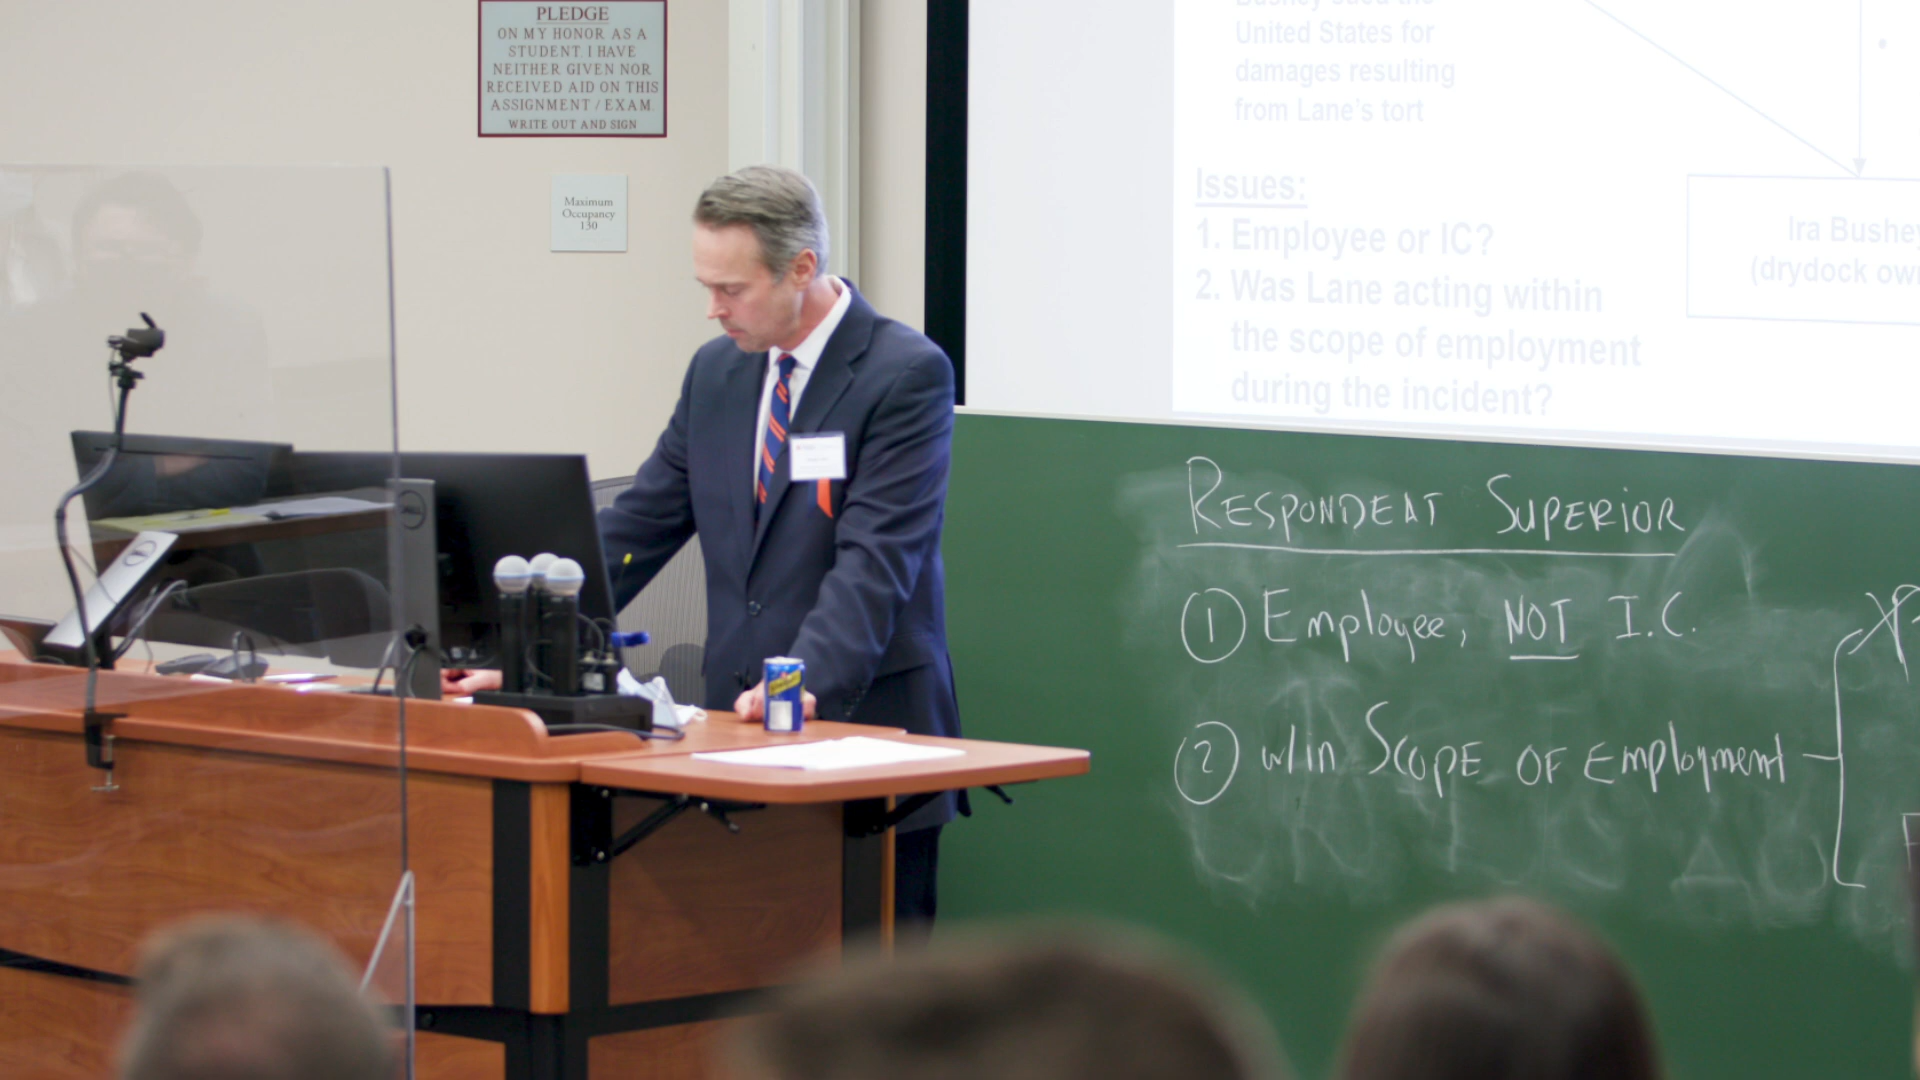 PLEDGE
ON MY HONOR AS A
STUDENT I HAVE
NEITHER GIVEN NOR
RECEIVED AID ON THIS
ASSIGNMENT / EXAM.
WRITE OUT AND SIGN
Maximum
Occupancy
130
United States for
damages resulting
from Lane's tort
Issues:
1. Employee or IC?
2. Was Lane acting within
the scope of employment
during the incident?
Ira Bushey
(drydock own
RESPONDEAT SUPERIOR
1 Employee, NOT I.C.
2 w/in SCOPE OF EMPLOYMENT
DELL